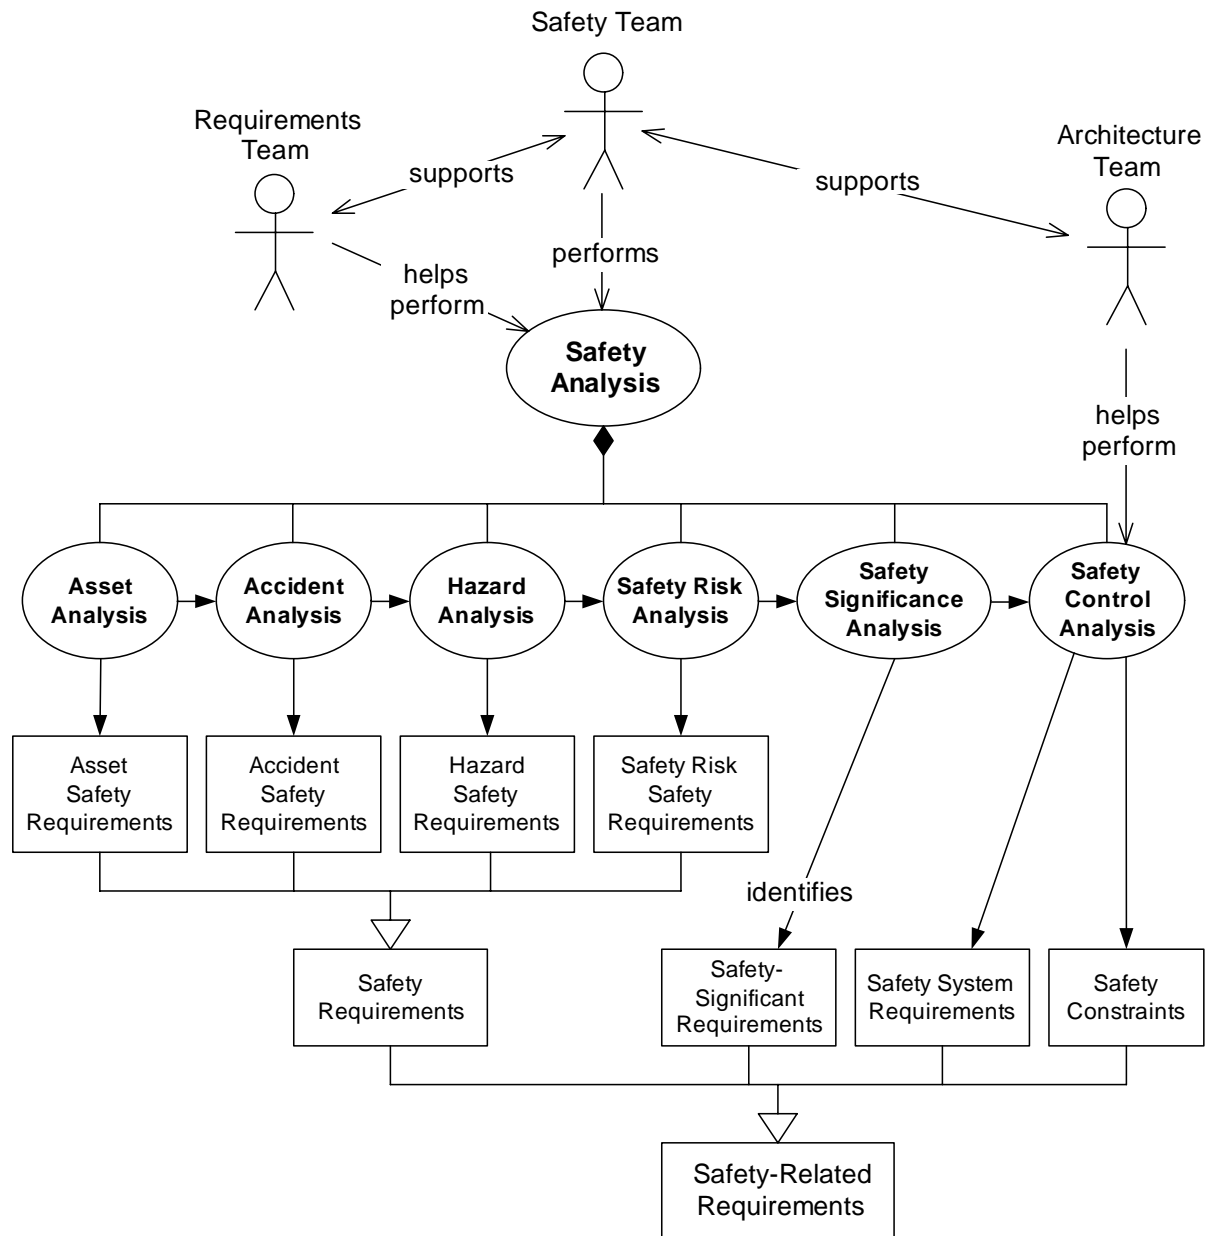 Safety Team
Requirements
Team
Architecture
Team
supports
supports
performs
helps
perform
Safety
Analysis
helps
perform
Asset
Analysis
Accident
Analysis
Hazard
Analysis
Safety Risk
Analysis
Safety
Significance
Analysis
Safety
Control
Analysis
Asset
Safety
Requirements
Accident
Safety
Requirements
Hazard
Safety
Requirements
Safety Risk
Safety
Requirements
identifies
Safety
Requirements
Safety-
Significant
Requirements
Safety System
Requirements
Safety
Constraints
Safety-Related
Requirements